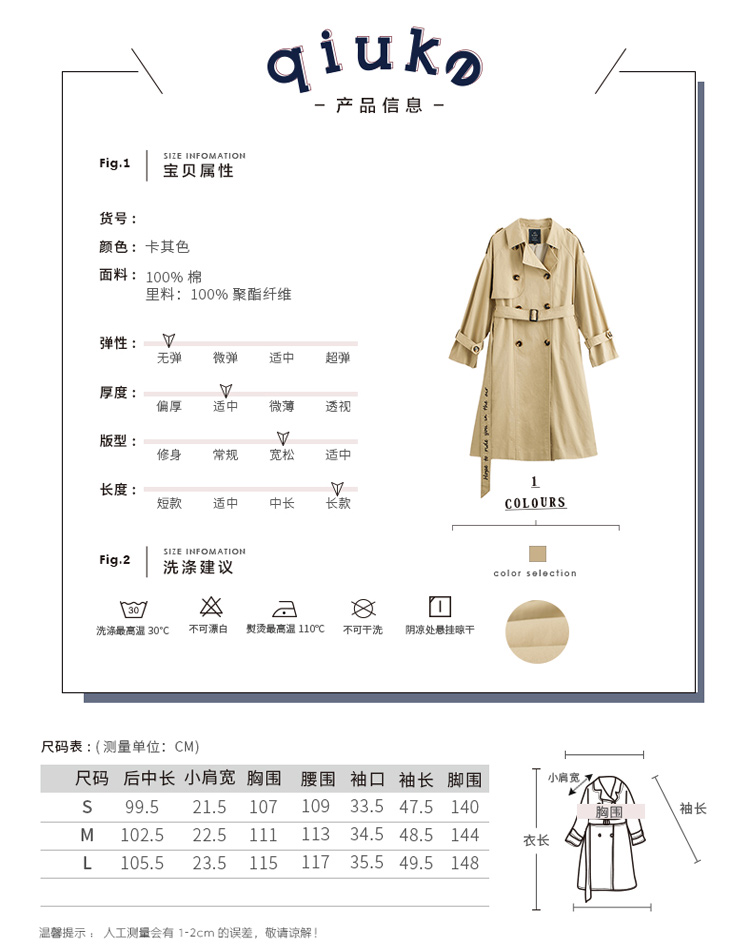 qiuke
– 产品信息 –
Fig.1
SIZE INFOMATION
宝贝属性
货号：
颜色：卡其色
面料：100% 棉
里料：100% 聚酯纤维
弹性：
无弹 微弹 适中 超弹
厚度：
偏厚 适中 微薄 透视
版型：
修身 常规 宽松 适中
长度：
短款 适中 中长 长款
Hope to ride you in the air
1
COLOURS
color selection
Fig.2
SIZE INFOMATION
洗涤建议
30
洗涤最高温 30°C 不可漂白 熨烫最高温 110°C 不可干洗 阴凉处悬挂晾干
尺码表：( 测量单位：CM)
尺码 后中长 小肩宽 胸围 腰围 袖口 袖长 脚围
S 99.5 21.5 107 109 33.5 47.5 140
M 102.5 22.5 111 113 34.5 48.5 144
L 105.5 23.5 115 117 35.5 49.5 148
小肩宽
胸围
袖长
衣长
温馨提示：人工测量会有 1-2cm 的误差，敬请谅解！